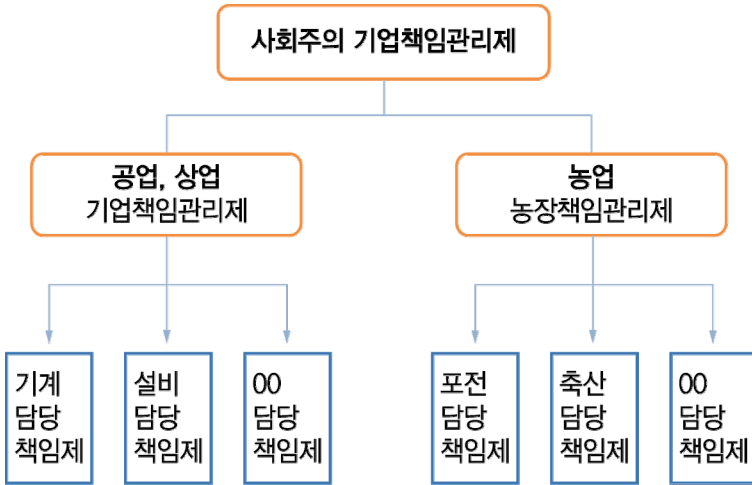 사회주의 기업책임관리제
공업, 상업
기업책임관리제
농업
농장책임관리제
기계
담당
책임제
설비
담당
책임제
00
담당
책임제
포전
담당
책임제
축산
담당
책임제
00
담당
책임제